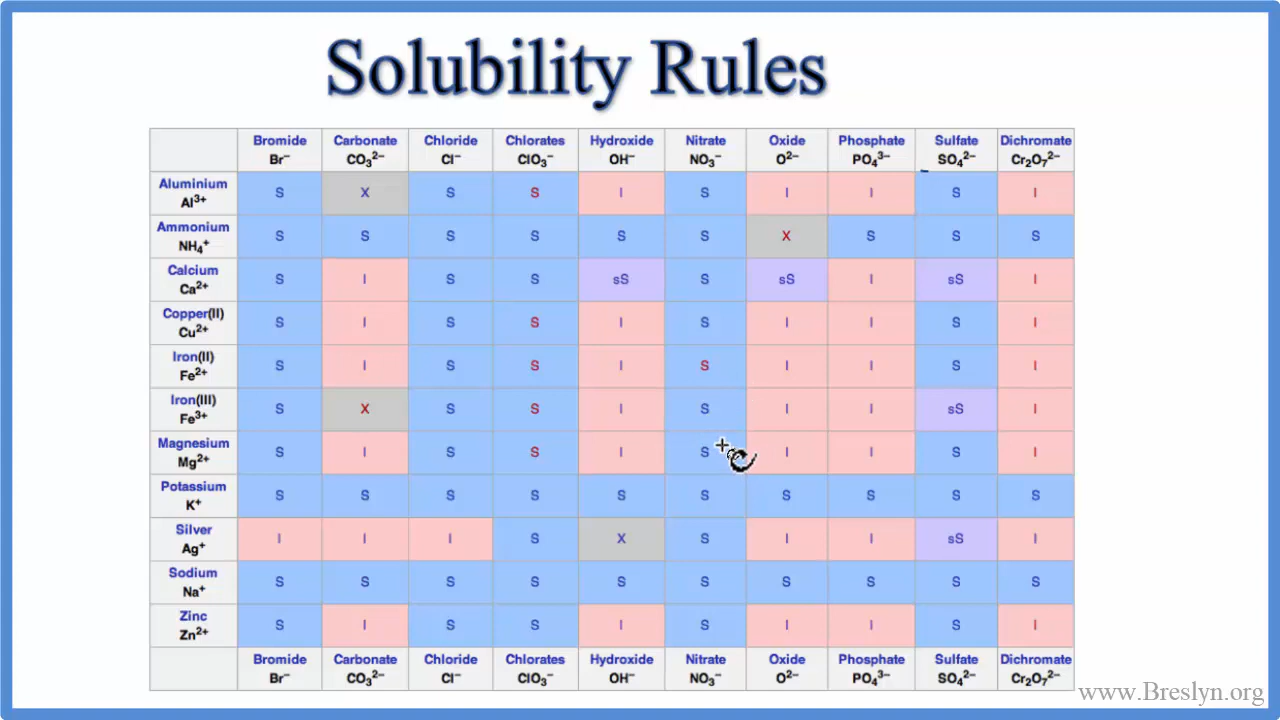 Solubility Rules
Bromide Carbonate Chloride Chlorates Hydroxide Nitrate Oxide Phosphate Sulfate Dichromate
Br⁻ CO₃²⁻ Cl⁻ ClO₃⁻ OH⁻ NO₃⁻ O²⁻ PO₄³⁻ SO₄²⁻ Cr₂O₇²⁻
Aluminium
Al³⁺ S X S S I S I I S I
Ammonium
NH₄⁺ S S S S S S X S S S
Calcium
Ca²⁺ S I S S sS S sS I sS I
Copper(II)
Cu²⁺ S I S S I S I I S I
Iron(II)
Fe²⁺ S I S S I S I I S I
Iron(III)
Fe³⁺ S X S S I S I I sS I
Magnesium
Mg²⁺ S I S S I S I I S I
Potassium
K⁺ S S S S S S S S S S
Silver
Ag⁺ I I I S X S I I sS I
Sodium
Na⁺ S S S S S S S S S S
Zinc
Zn²⁺ S I S S I S I I S I
Bromide Carbonate Chloride Chlorates Hydroxide Nitrate Oxide Phosphate Sulfate Dichromate
Br⁻ CO₃²⁻ Cl⁻ ClO₃⁻ OH⁻ NO₃⁻ O²⁻ PO₄³⁻ SO₄²⁻ Cr₂O₇²⁻
www.Breslyn.org